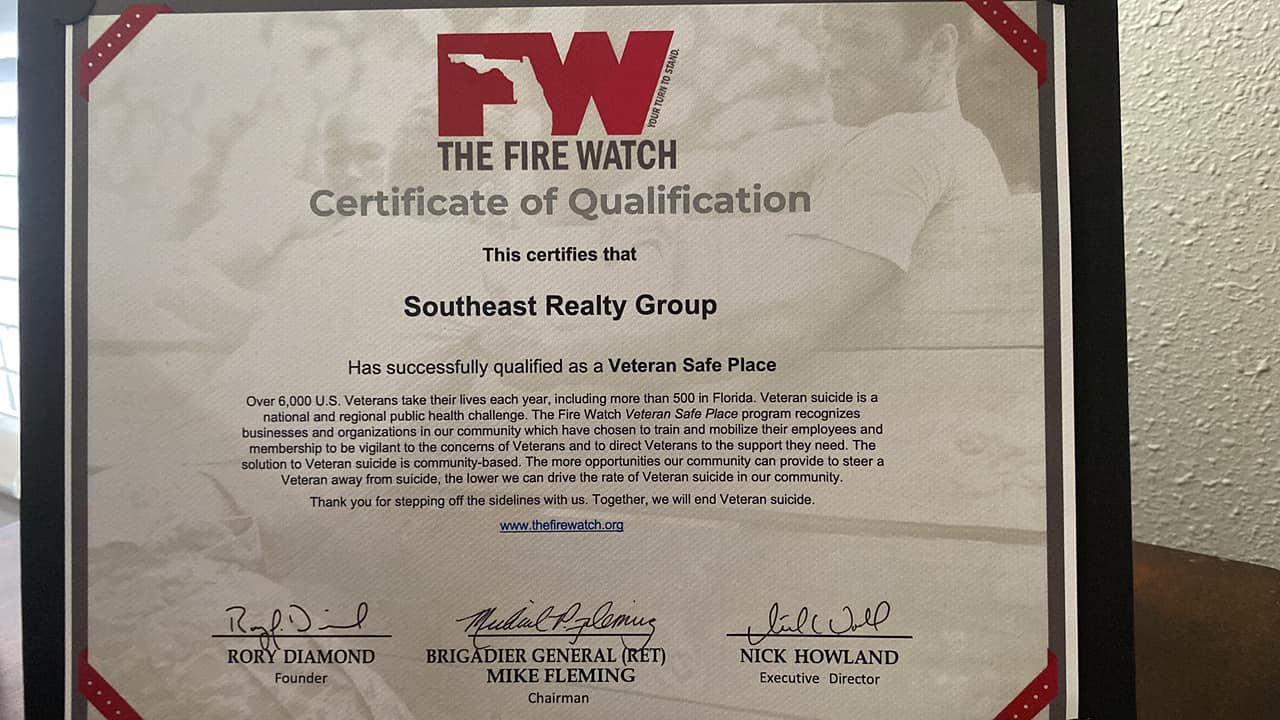 FW
YOUR TURN TO STAND.
THE FIRE WATCH
Certificate of Qualification
This certifies that
Southeast Realty Group
Has successfully qualified as a Veteran Safe Place
Over 6,000 U.S. Veterans take their lives each year, including more than 500 in Florida. Veteran suicide is a
national and regional public health challenge. The Fire Watch Veteran Safe Place program recognizes
businesses and organizations in our community which have chosen to train and mobilize their employees and
membership to be vigilant to the concerns of Veterans and to direct Veterans to the support they need. The
solution to Veteran suicide is community-based. The more opportunities our community can provide to steer a
Veteran away from suicide, the lower we can drive the rate of Veteran suicide in our community.
Thank you for stepping off the sidelines with us. Together, we will end Veteran suicide.
www.thefirewatch.org
RORY DIAMOND
Founder
BRIGADIER GENERAL (RET)
MIKE FLEMING
Chairman
NICK HOWLAND
Executive Director